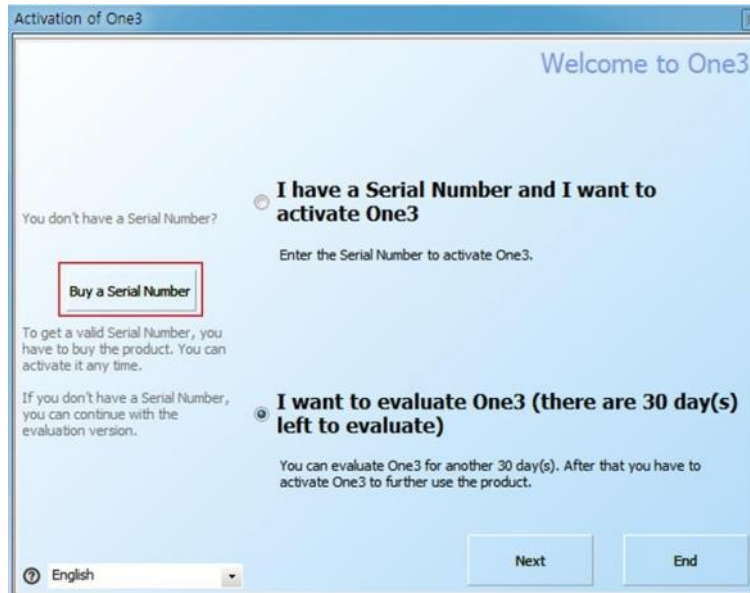 Activation of One3
Welcome to One3
You don't have a Serial Number?
Buy a Serial Number
To get a valid Serial Number, you
have to buy the product. You can
activate it any time.
If you don't have a Serial Number,
you can continue with the
evaluation version.
I have a Serial Number and I want to
activate One3
Enter the Serial Number to activate One3.
I want to evaluate One3 (there are 30 day(s)
left to evaluate)
You can evaluate One3 for another 30 day(s). After that you have to
activate One3 to further use the product.
English
Next
End